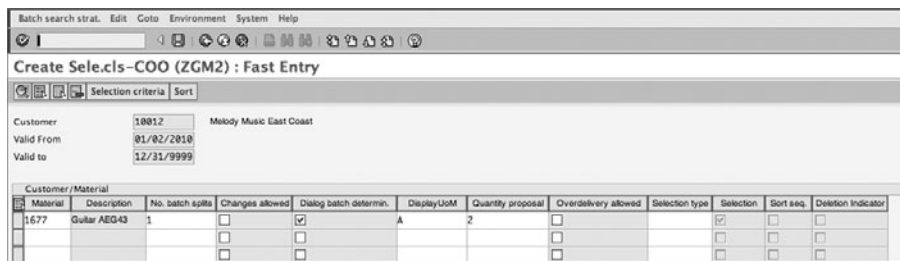 Batch search strat. Edit Goto Environment System Help
Create Sele.cls-COO (ZGM2) : Fast Entry
Selection criteria Sort
Customer 10012 Melody Music East Coast
Valid From 01/02/2010
Valid to 12/31/9999
Customer/Material
Material Description No. batch splits Changes allowed Dialog batch determin. DisplayUoM Quantity proposal Overdelivery allowed Selection type Selection Sort seq. Deletion Indicator
1677 Guitar AEG43 1 A 2